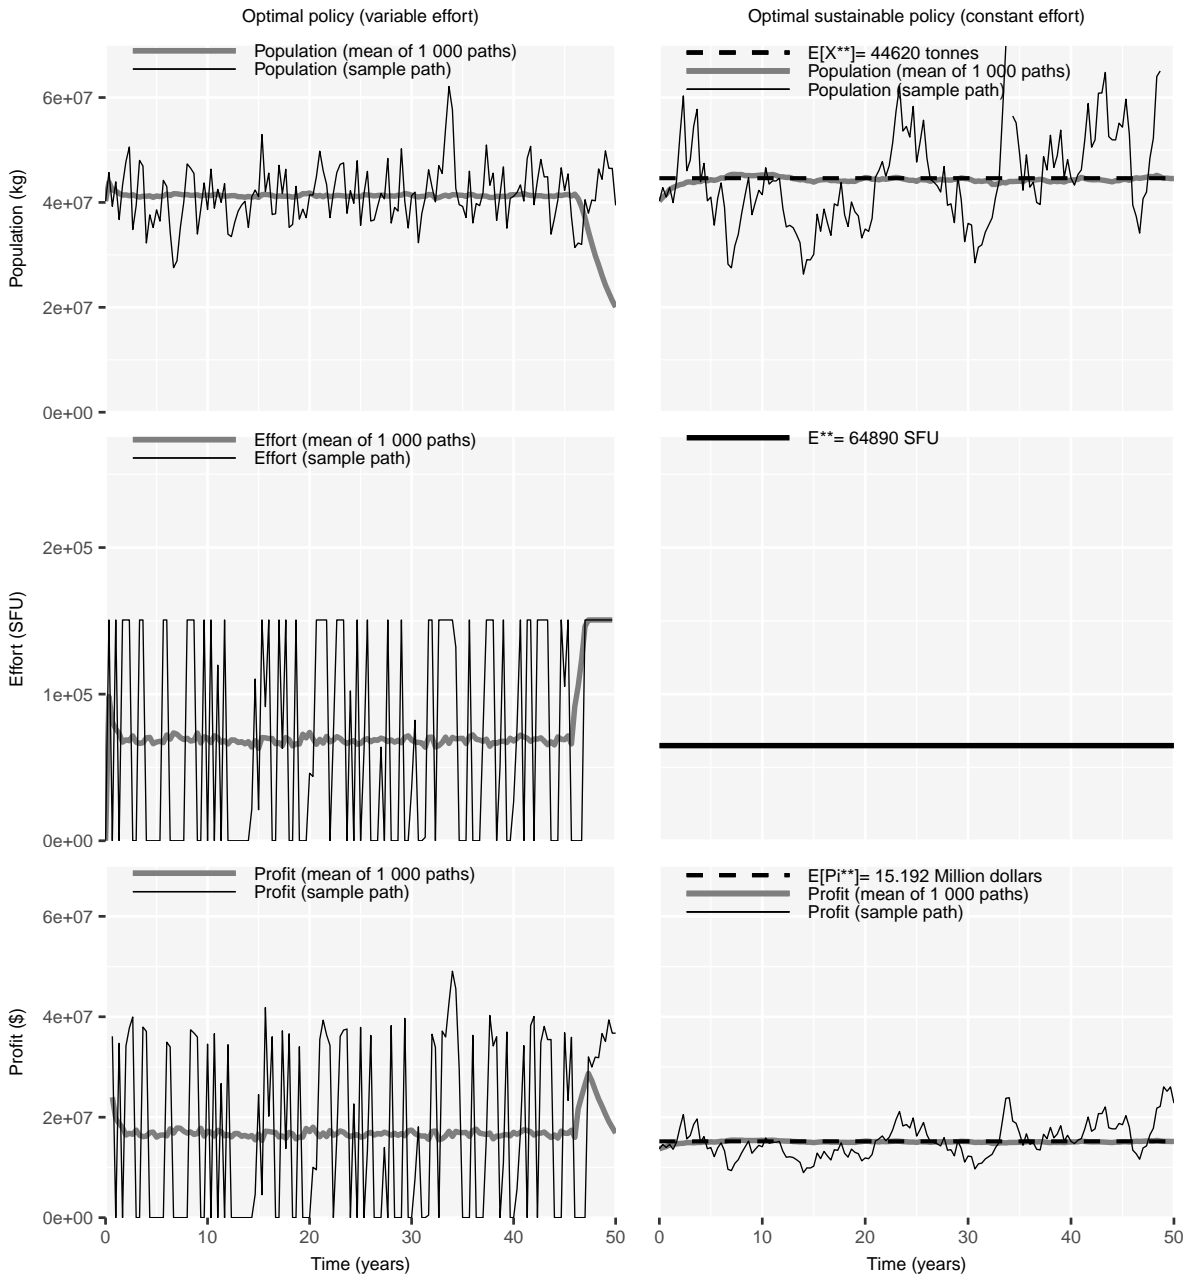 Optimal policy (variable effort)
Optimal sustainable policy (constant effort)
Population (mean of 1 000 paths)
Population (sample path)
E[X**]= 44620 tonnes
Population (mean of 1 000 paths)
Population (sample path)
6e+07
4e+07
2e+07
0e+00
Population (kg)
Effort (mean of 1 000 paths)
Effort (sample path)
E**= 64890 SFU
2e+05
1e+05
0e+00
Effort (SFU)
Profit (mean of 1 000 paths)
Profit (sample path)
E[Pi**]= 15.192 Million dollars
Profit (mean of 1 000 paths)
Profit (sample path)
6e+07
4e+07
2e+07
0e+00
Profit ($)
0 10 20 30 40 50
0 10 20 30 40 50
Time (years)
Time (years)